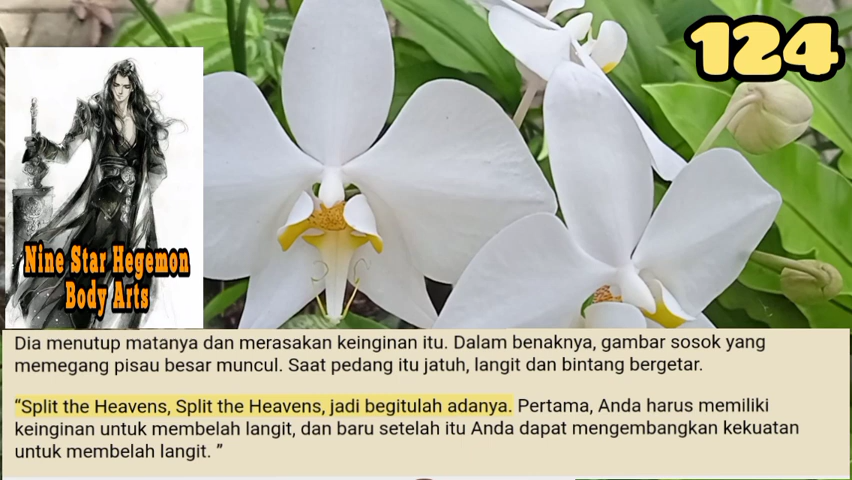 124
Nine Star Hegemon
Body Arts
Dia menutup matanya dan merasakan keinginan itu. Dalam benaknya, gambar sosok yang
memegang pisau besar muncul. Saat pedang itu jatuh, langit dan bintang bergetar.
“Split the Heavens, Split the Heavens, jadi begitulah adanya. Pertama, Anda harus memiliki
keinginan untuk membelah langit, dan baru setelah itu Anda dapat mengembangkan kekuatan
untuk membelah langit. ”